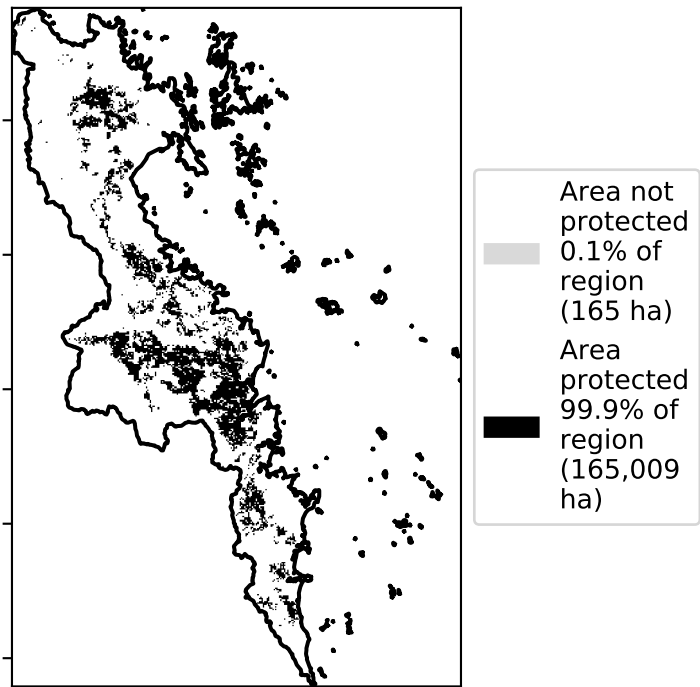 Area not
protected
0.1% of
region
(165 ha)
Area
protected
99.9% of
region
(165,009
ha)